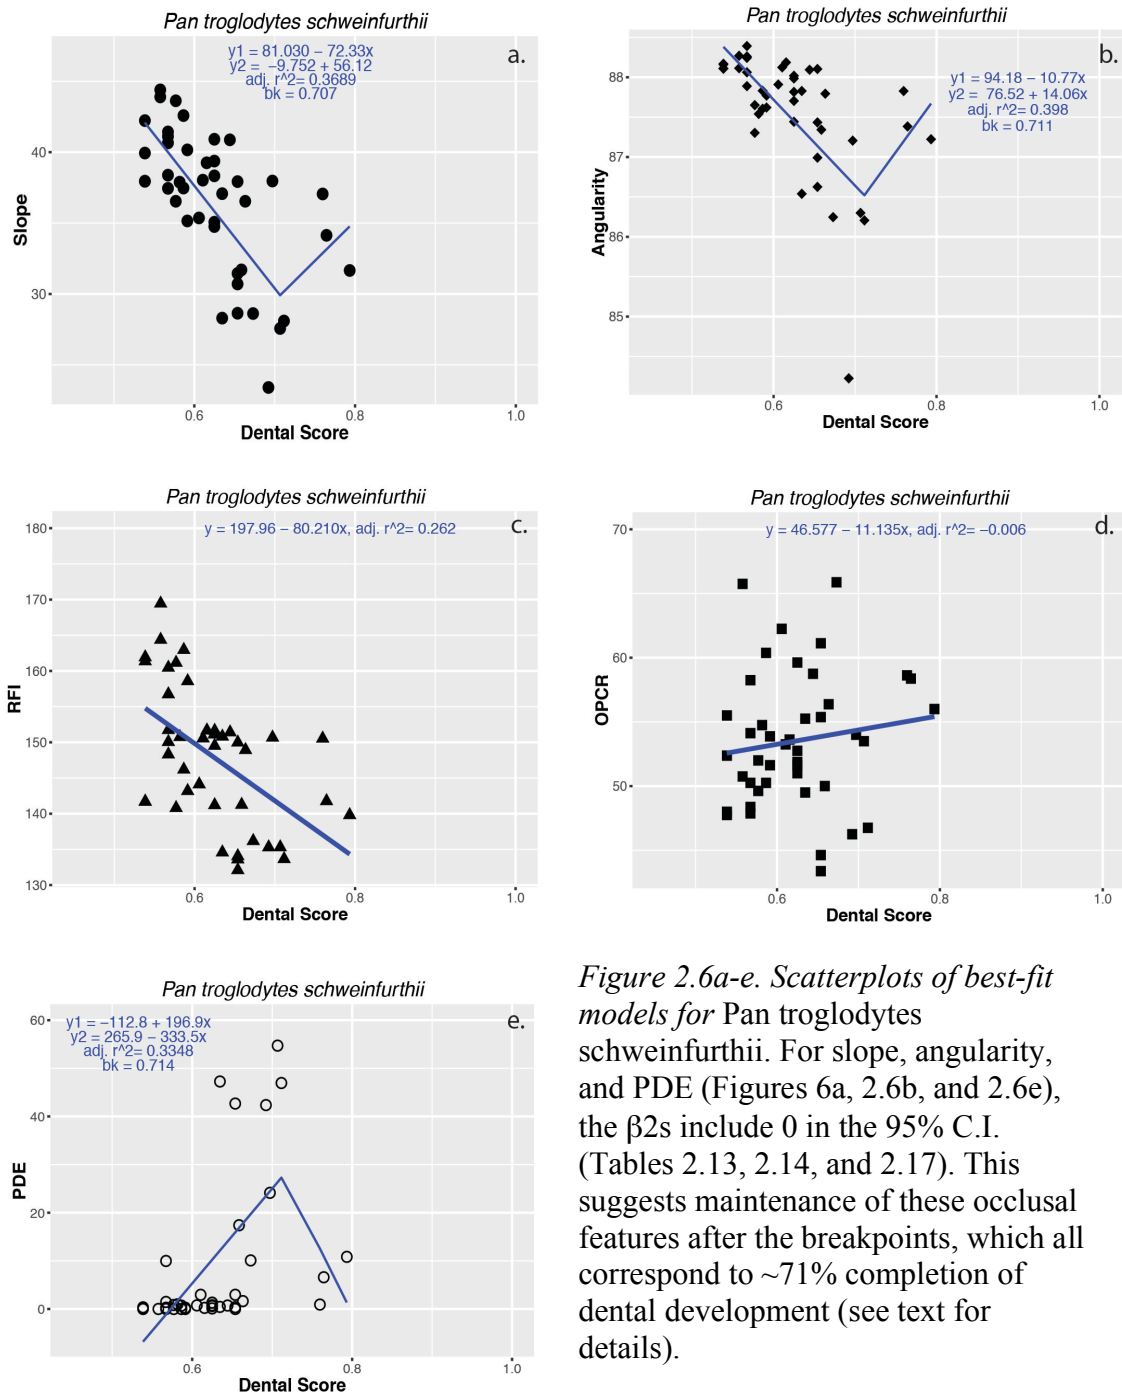 Pan troglodytes schweinfurthii
a.
y1 = 81.030 − 72.33x
y2 = −9.752 + 56.12
adj. r^2= 0.3689
bk = 0.707
40
30
Slope
0.6 0.8 1.0
Dental Score
Pan troglodytes schweinfurthii
b.
y1 = 94.18 − 10.77x
y2 = 76.52 + 14.06x
adj. r^2= 0.398
bk = 0.711
88
87
86
85
Angularity
0.6 0.8 1.0
Dental Score
Pan troglodytes schweinfurthii
c.
y = 197.96 − 80.210x, adj. r^2= 0.262
180
170
160
150
140
130
RFI
0.6 0.8 1.0
Dental Score
Pan troglodytes schweinfurthii
d.
y = 46.577 − 11.135x, adj. r^2= −0.006
70
60
50
OPCR
0.6 0.8 1.0
Dental Score
Pan troglodytes schweinfurthii
e.
y1 = −112.8 + 196.9x
y2 = 265.9 − 333.5x
adj. r^2= 0.3348
bk = 0.714
60
40
20
0
PDE
0.6 0.8 1.0
Dental Score
Figure 2.6a-e. Scatterplots of best-fit
models for Pan troglodytes
schweinfurthii. For slope, angularity,
and PDE (Figures 6a, 2.6b, and 2.6e),
the β2s include 0 in the 95% C.I.
(Tables 2.13, 2.14, and 2.17). This
suggests maintenance of these occlusal
features after the breakpoints, which all
correspond to ~71% completion of
dental development (see text for
details).